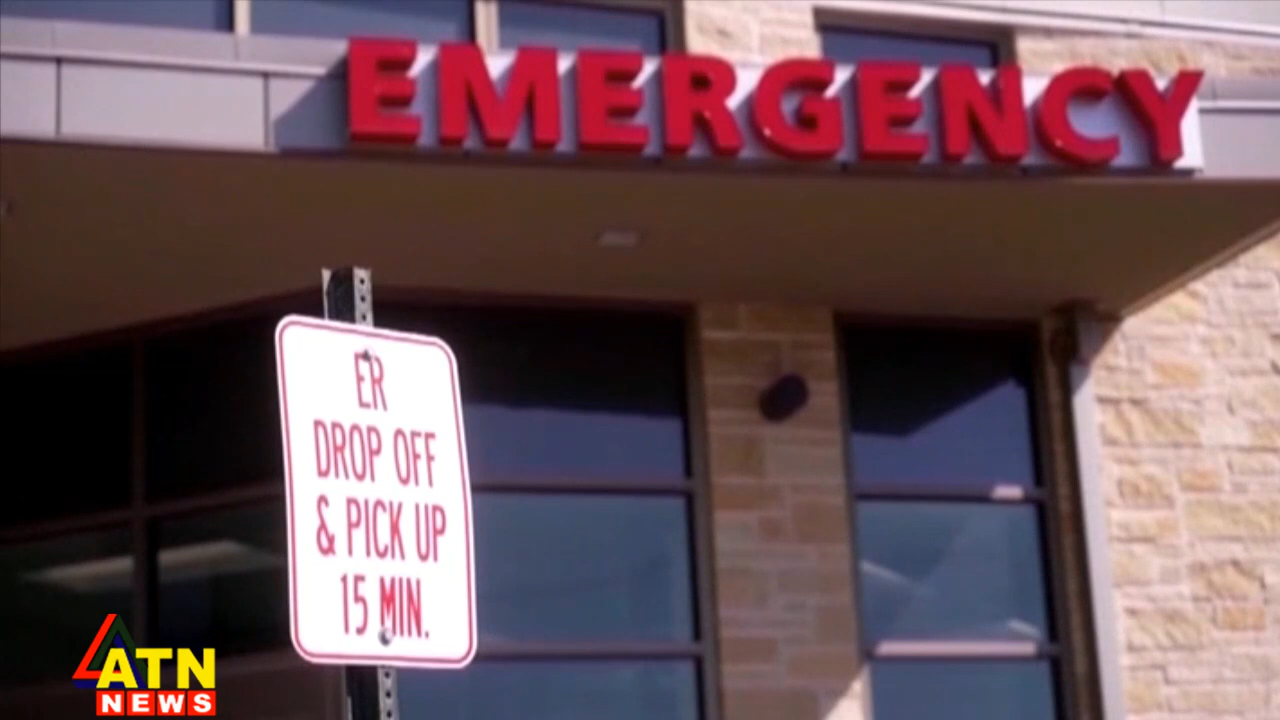 EMERGENCY
ER
DROP OFF
& PICK UP
15 MIN.
ATN
NEWS